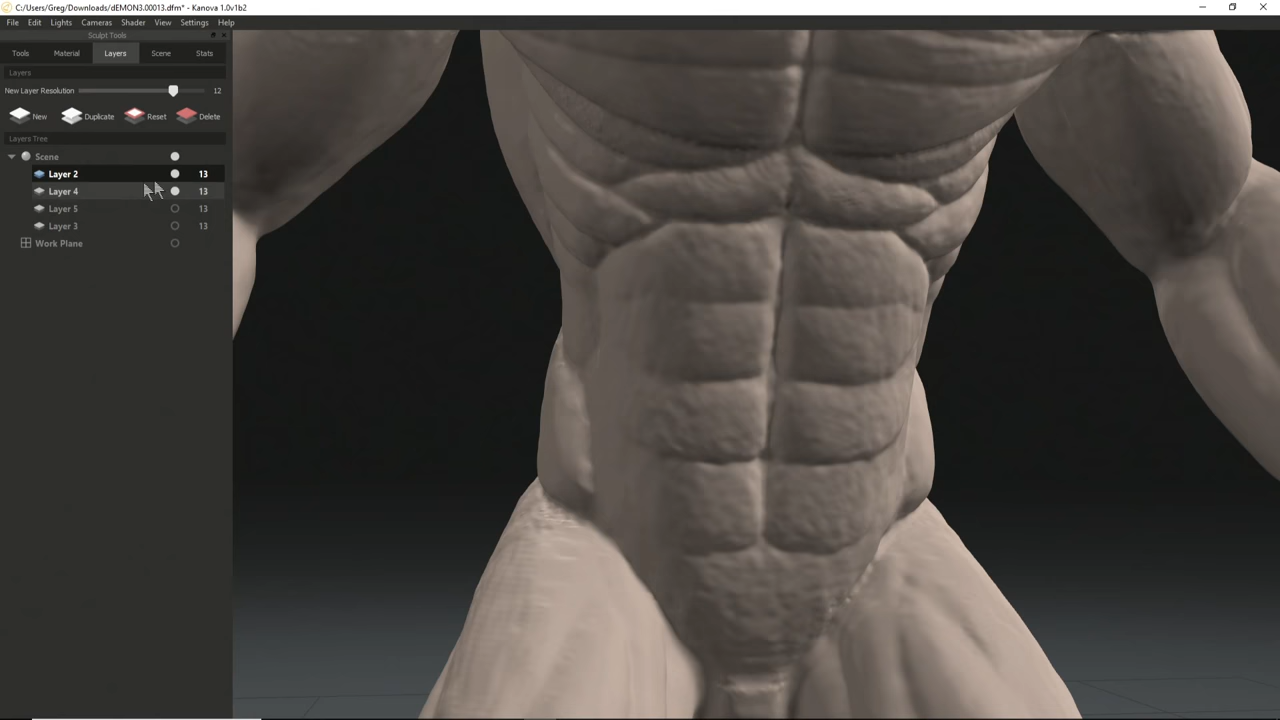 C:/Users/Greg/Downloads/dEMON3.00013.dfm* - Kanova 1.0v1b2
File Edit Lights Cameras Shader View Settings Help
Sculpt Tools
Tools Material Layers Scene Stats
Layers
New Layer Resolution 12
New Duplicate Reset Delete
Layers Tree
Scene
Layer 2 13
Layer 4 13
Layer 5 13
Layer 3 13
Work Plane